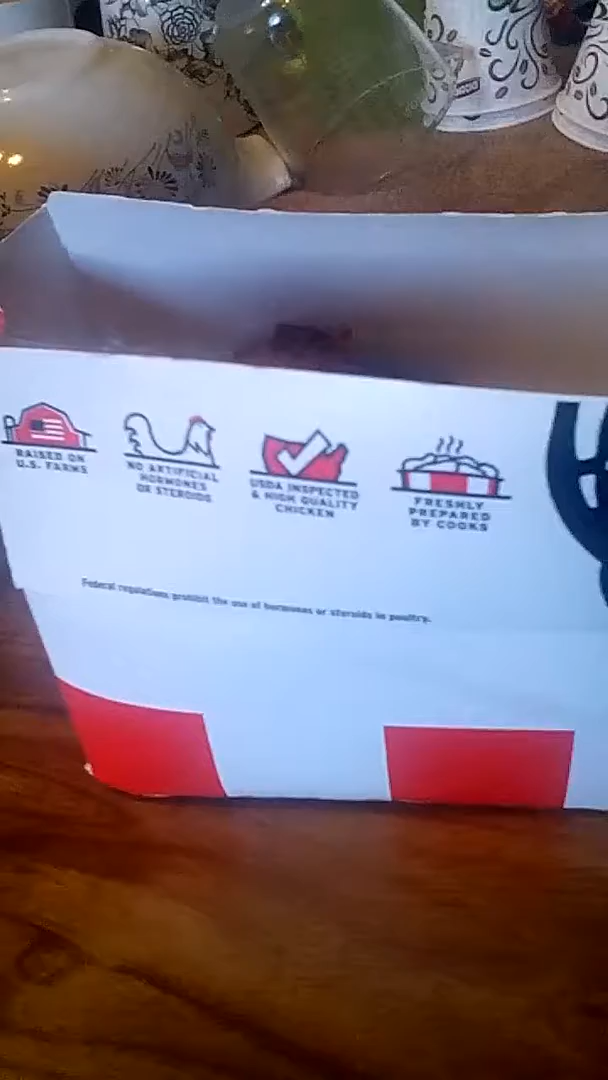 RAISED ON
U.S. FARMS
NO ARTIFICIAL
HORMONES
OR STEROIDS
USDA INSPECTED
& HIGH QUALITY
CHICKEN
FRESHLY
PREPARED
BY COOKS
Federal regulations prohibit the use of hormones or steroids in poultry.